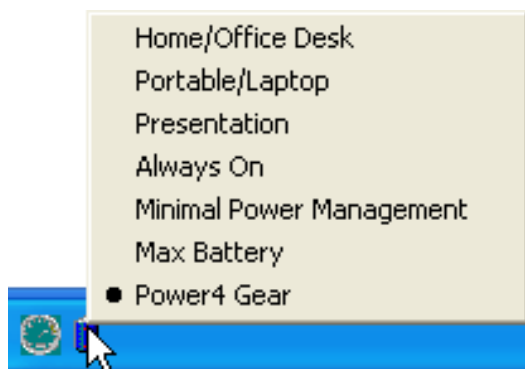 Home/Office Desk
Portable/Laptop
Presentation
Always On
Minimal Power Management
Max Battery
Power4 Gear